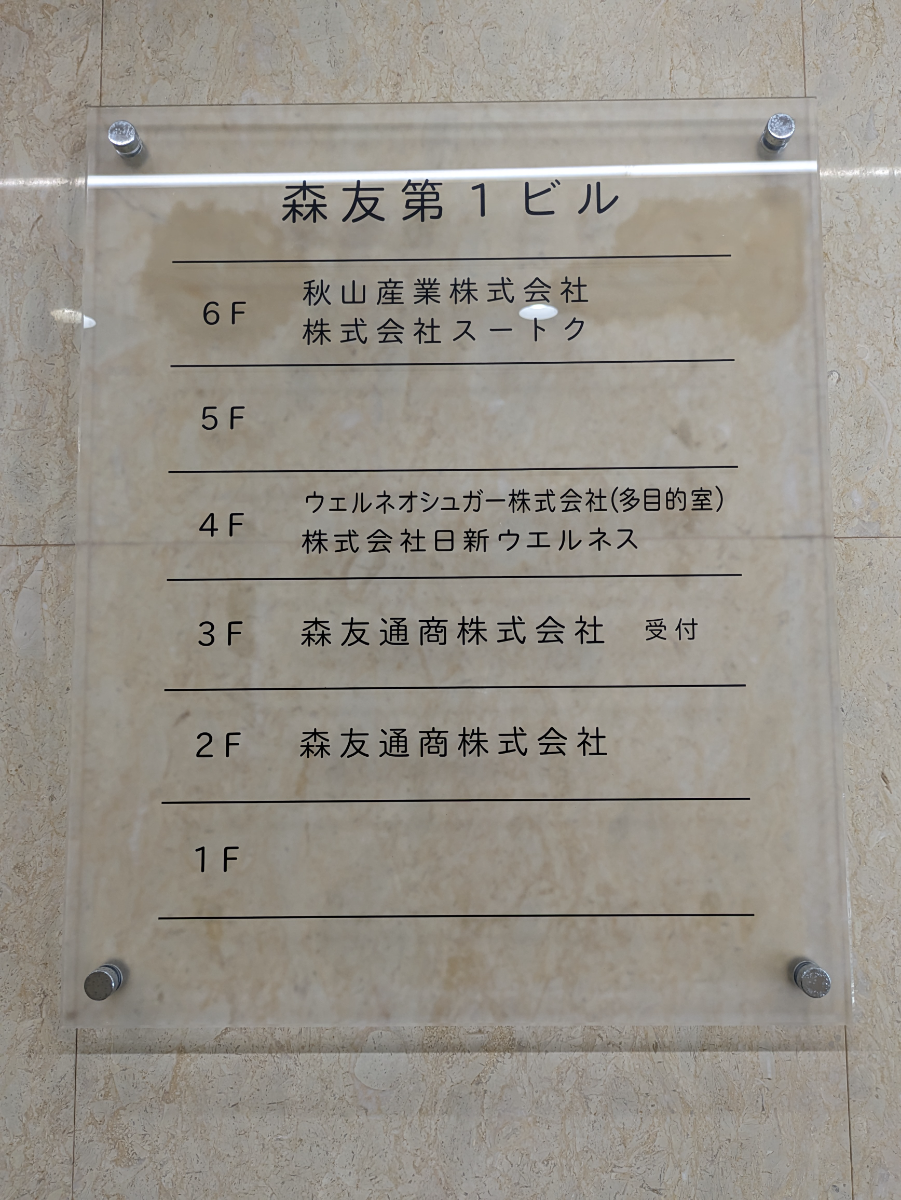 森友第1ビル
6F
秋山産業株式会社
株式会社スートク
5F
4F
ウェルネオシュガー株式会社(多目的室)
株式会社日新ウエルネス
3F 森友通商株式会社 受付
2F 森友通商株式会社
1F